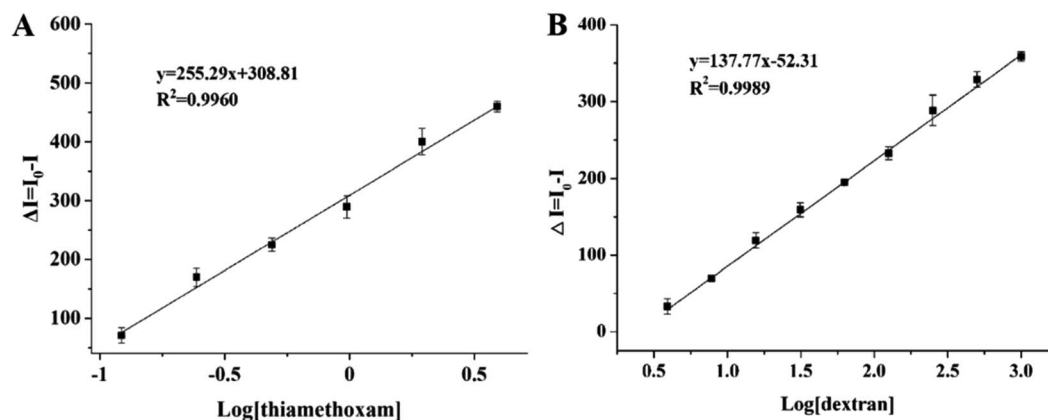 A
600
500
400
300
200
100
ΔI=I₀-I
y=255.29x+308.81
R²=0.9960
-1 -0.5 0 0.5
Log[thiamethoxam]
B
400
300
200
100
0
△ I=I₀-I
y=137.77x-52.31
R²=0.9989
0.5 1.0 1.5 2.0 2.5 3.0
Log[dextran]